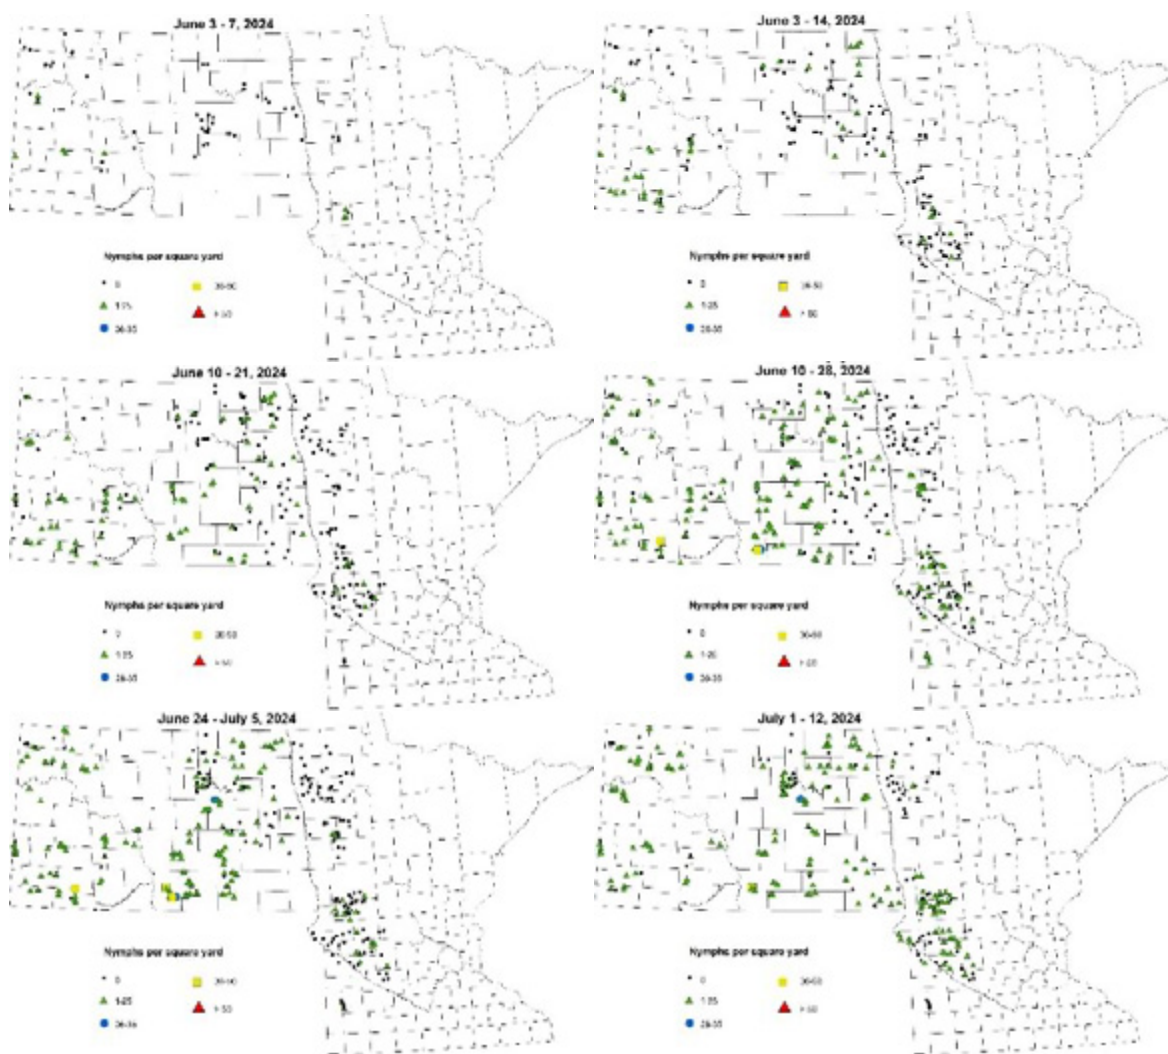 June 3 - 7, 2024
Nymphs per square yard
0
1-25
26-35
36-50
> 50
June 3 - 14, 2024
Nymphs per square yard
0
1-25
26-35
36-50
> 50
June 10 - 21, 2024
Nymphs per square yard
0
1-25
26-35
36-50
> 50
June 10 - 28, 2024
Nymphs per square yard
0
1-25
26-35
36-50
> 50
June 24 - July 5, 2024
Nymphs per square yard
0
1-25
26-35
36-50
> 50
July 1 - 12, 2024
Nymphs per square yard
0
1-25
26-35
36-50
> 50